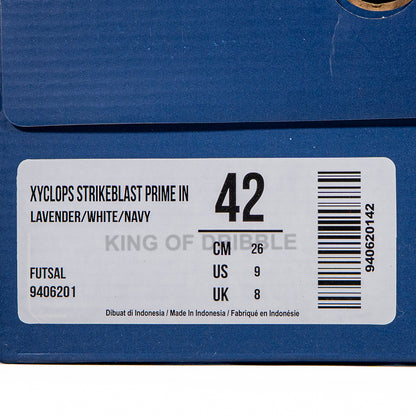 XYCLOPS STRIKEBLAST PRIME IN
LAVENDER/WHITE/NAVY
42
KING OF DRIBBLE
CM 26
US 9
UK 8
FUTSAL
9406201
940620142
Dibuat di Indonesia / Made In Indonesia / Fabriqué en Indonésie